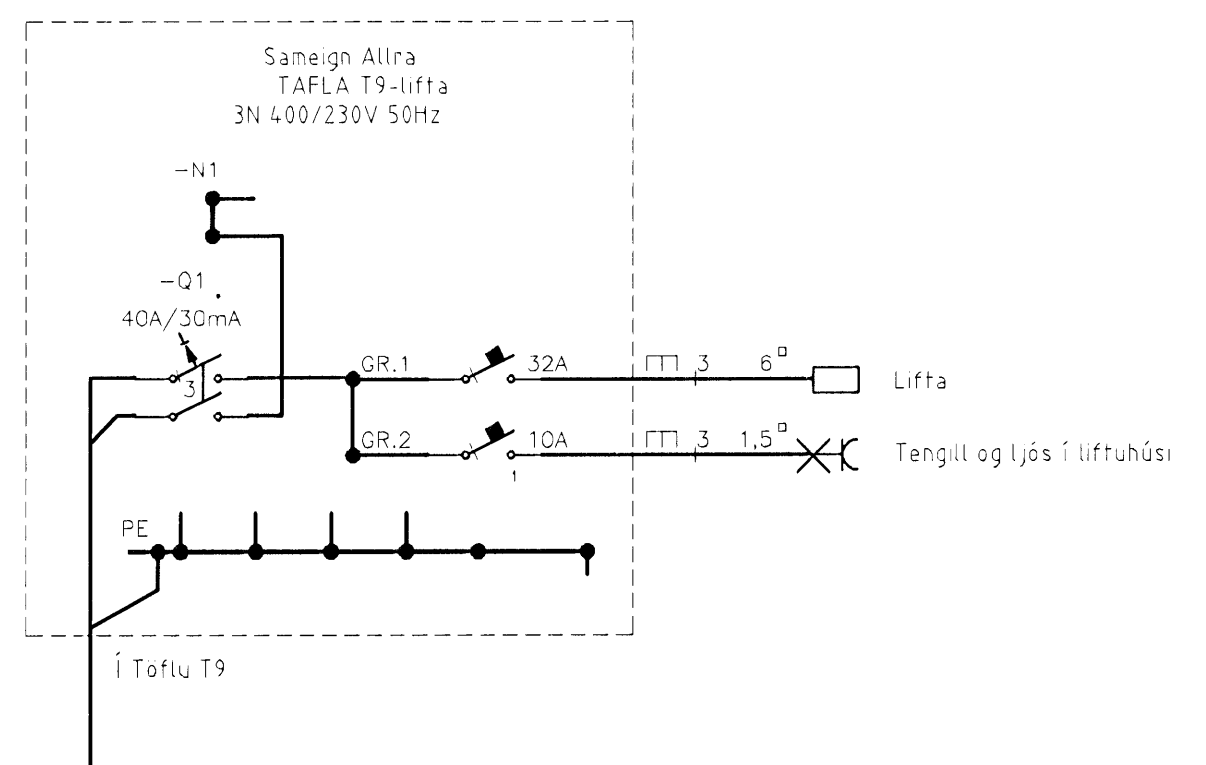 Sameign Allra
TAFLA T9-lifta
3N 400/230V 50Hz
-N1
-Q1
40A/30mA
3
GR.1 32A 3 6□ Lifta
GR.2 10A 3 1,5□ Tengill og ljós í liftuhúsi
1
PE
Í Töflu T9